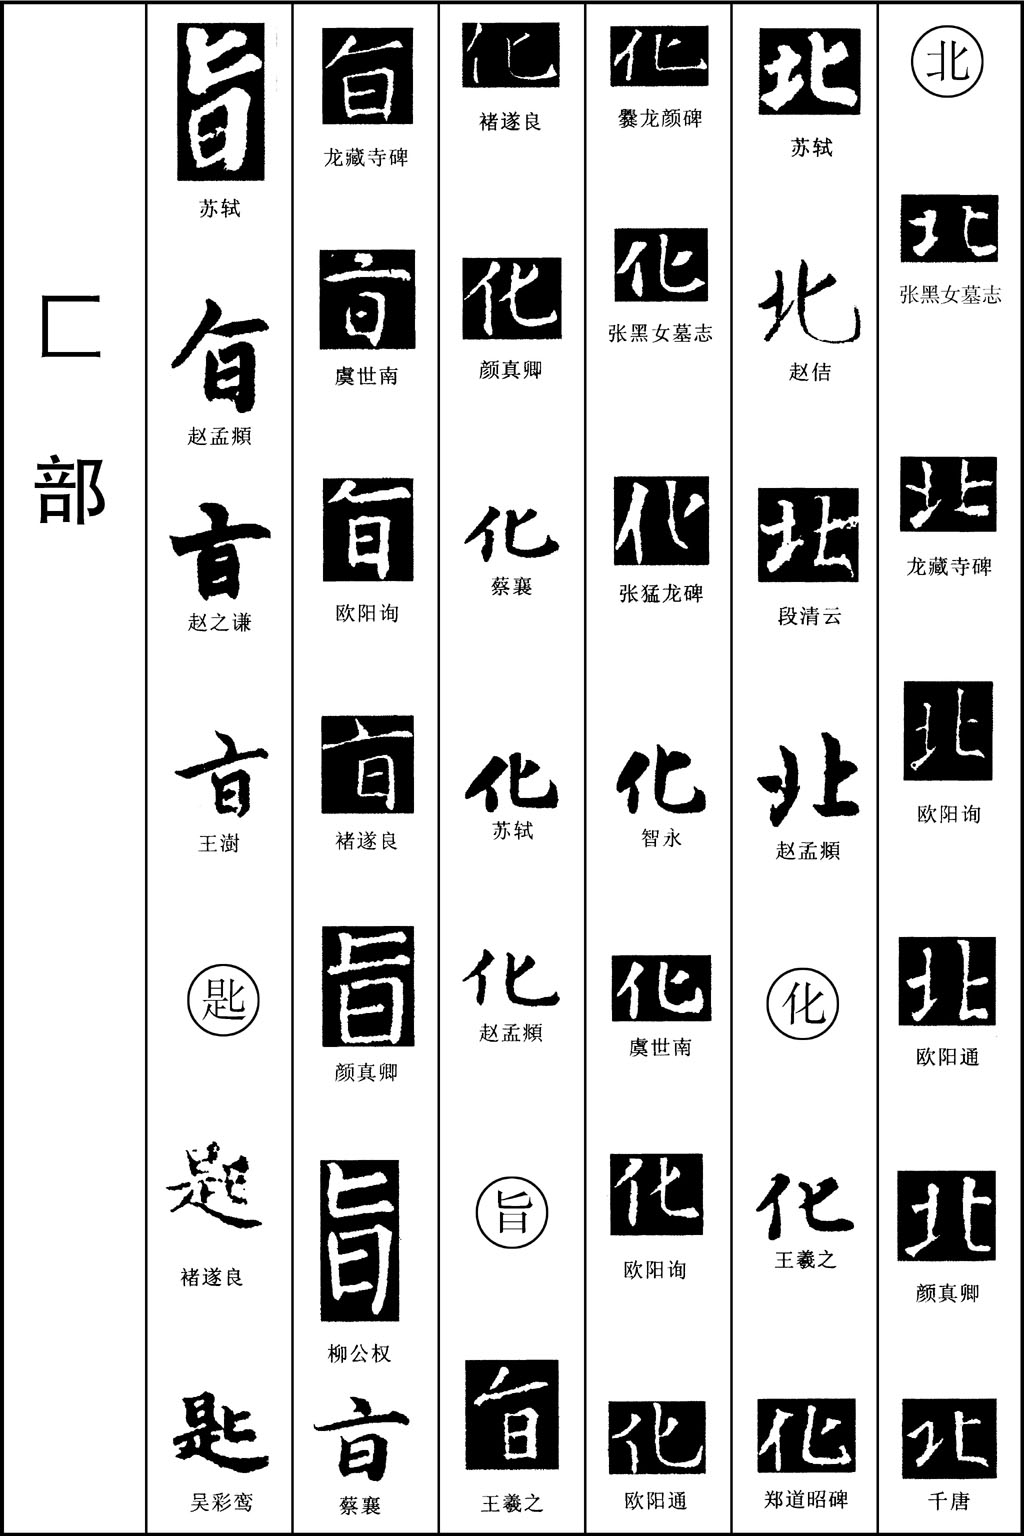 北
北
张黑女墓志
北
龙藏寺碑
北
欧阳询
北
欧阳通
北
颜真卿
北
千唐
北
苏轼
北
赵佶
北
段清云
北
赵孟頫
化
化
王羲之
化
郑道昭碑
化
爨龙颜碑
化
张黑女墓志
化
张猛龙碑
化
智永
化
虞世南
化
欧阳询
化
欧阳通
化
褚遂良
化
颜真卿
化
蔡襄
化
苏轼
化
赵孟頫
旨
旨
王羲之
旨
龙藏寺碑
旨
虞世南
旨
欧阳询
旨
褚遂良
旨
颜真卿
旨
柳公权
旨
蔡襄
旨
苏轼
旨
赵孟頫
旨
赵之谦
旨
王澍
匙
匙
褚遂良
匙
吴彩鸾
匚部